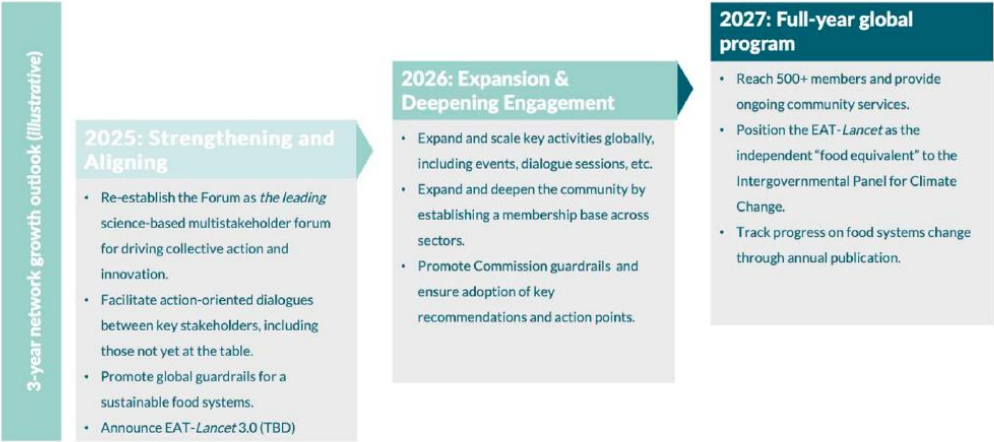 3-year network growth outlook (illustrative)
2025: Strengthening and
Aligning
• Re-establish the Forum as the leading
science-based multistakeholder forum
for driving collective action and
innovation.
• Facilitate action-oriented dialogues
between key stakeholders, including
those not yet at the table.
• Promote global guardrails for a
sustainable food systems.
• Announce EAT-Lancet 3.0 (TBD)
2026: Expansion &
Deepening Engagement
• Expand and scale key activities globally,
including events, dialogue sessions, etc.
• Expand and deepen the community by
establishing a membership base across
sectors.
• Promote Commission guardrails and
ensure adoption of key
recommendations and action points.
2027: Full-year global
program
• Reach 500+ members and provide
ongoing community services.
• Position the EAT-Lancet as the
independent "food equivalent" to the
Intergovernmental Panel for Climate
Change.
• Track progress on food systems change
through annual publication.